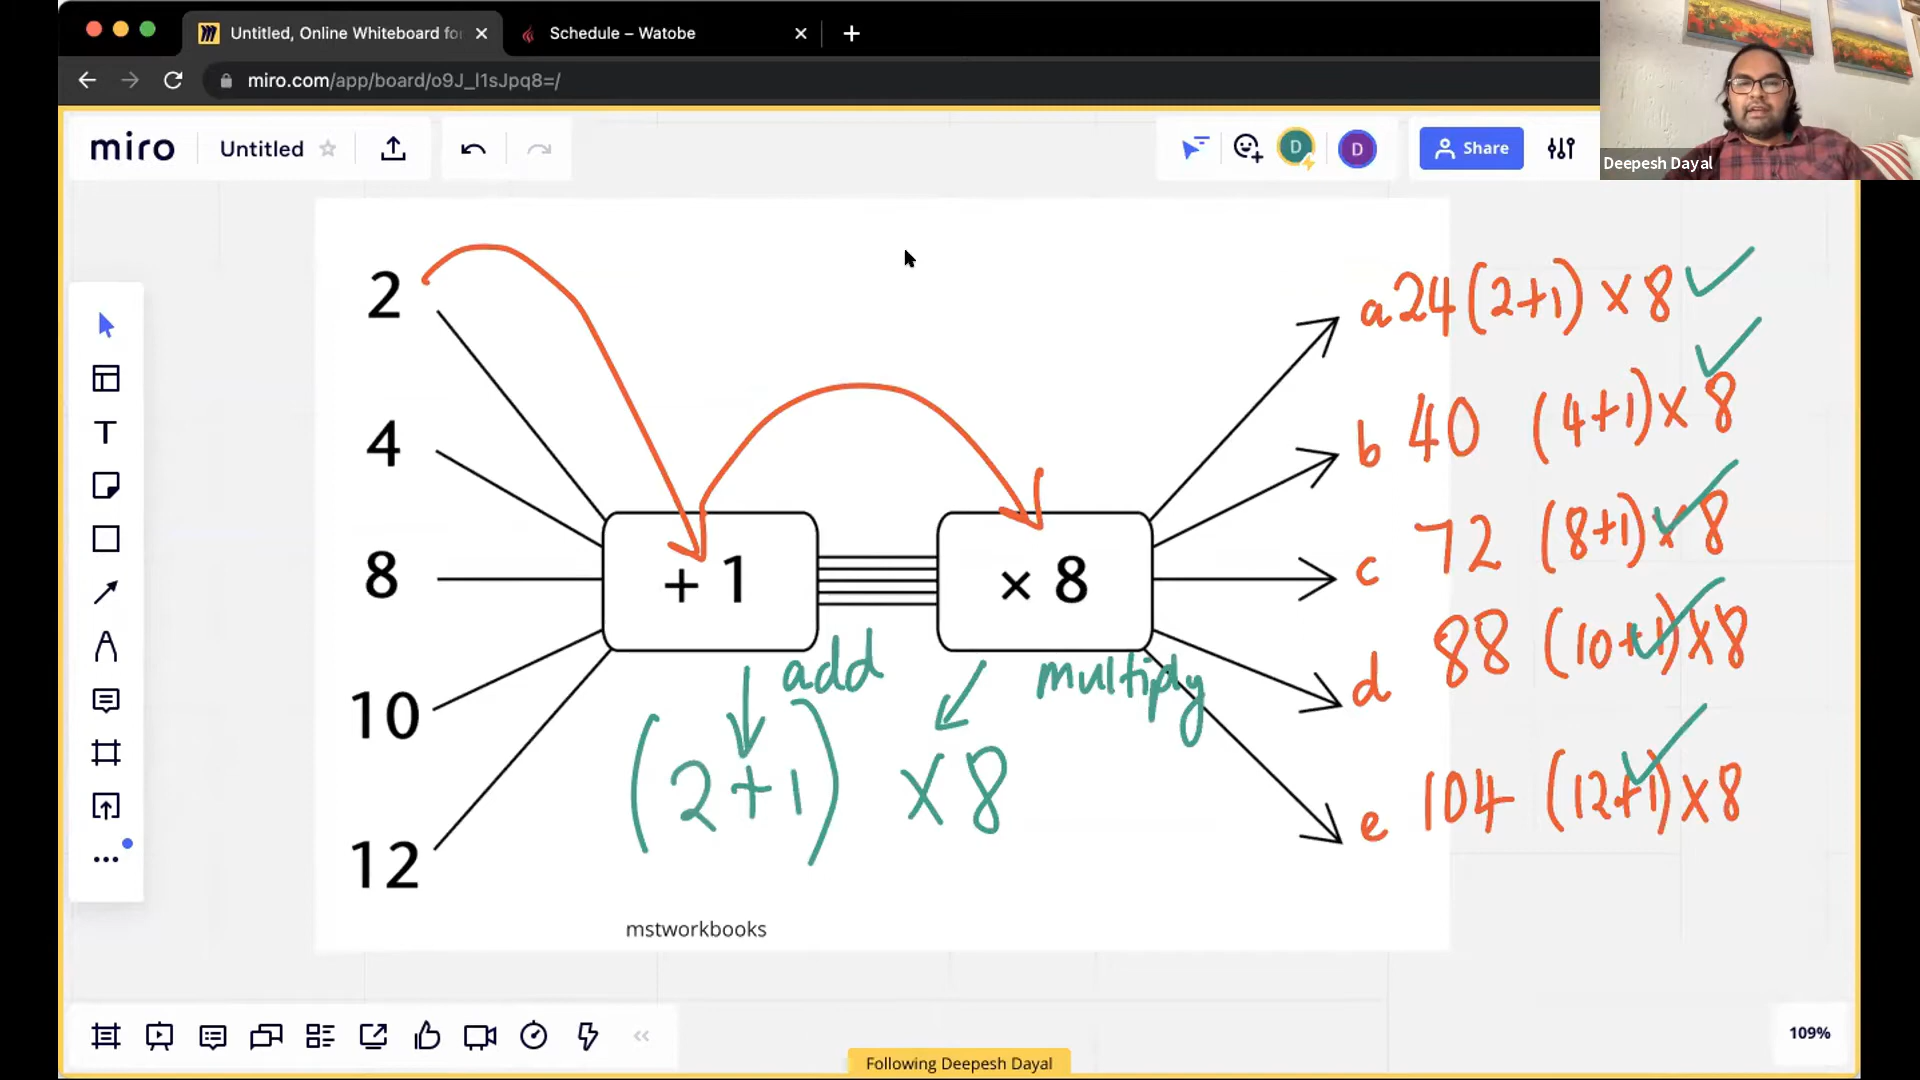 Untitled, Online Whiteboard for
Schedule – Watobe
miro.com/app/board/o9J_l1sJpq8=/
Deepesh Dayal
miro
Untitled
D
D
Share
2
a 24 (2+1) × 8
4
b 40 (4+1) × 8
8
+ 1
× 8
c 72 (8+1) × 8
add
multiply
10
d 88 (10+1) × 8
(2+1) × 8
12
e 104 (12+1) × 8
mstworkbooks
T
109%
Following Deepesh Dayal